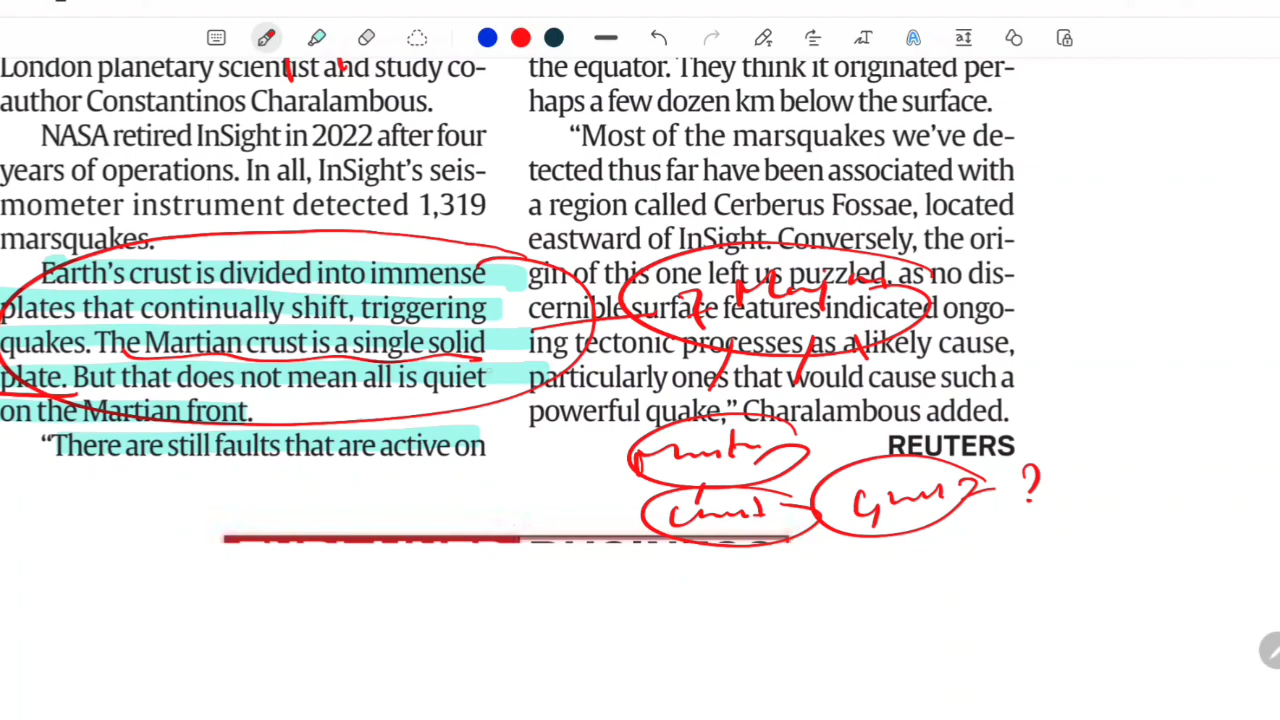 London planetary scientist and study co-
author Constantinos Charalambous.
NASA retired InSight in 2022 after four
years of operations. In all, InSight's seis-
mometer instrument detected 1,319
marsquakes.
Earth's crust is divided into immense
plates that continually shift, triggering
quakes. The Martian crust is a single solid
plate. But that does not mean all is quiet
on the Martian front.
“There are still faults that are active on
the equator. They think it originated per-
haps a few dozen km below the surface.
“Most of the marsquakes we've de-
tected thus far have been associated with
a region called Cerberus Fossae, located
eastward of InSight. Conversely, the ori-
gin of this one left us puzzled, as no dis-
cernible surface features indicated ongo-
ing tectonic processes as a likely cause,
particularly ones that would cause such a
powerful quake,” Charalambous added.
REUTERS
7 Major
?